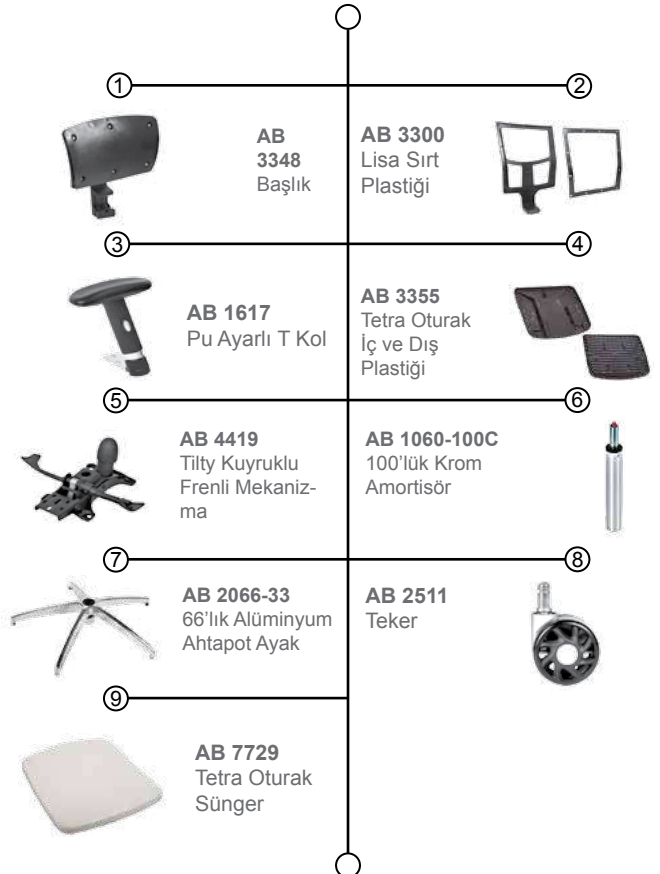 1
2
AB
3348
Başlık
AB 3300
Lisa Sırt
Plastiği
3
4
AB 1617
Pu Ayarlı T Kol
AB 3355
Tetra Oturak
İç ve Dış
Plastiği
5
6
AB 4419
Tilty Kuyruklu
Frenli Mekaniz-
ma
AB 1060-100C
100'lük Krom
Amortisör
7
8
AB 2066-33
66'lık Alüminyum
Ahtapot Ayak
AB 2511
Teker
9
AB 7729
Tetra Oturak
Sünger